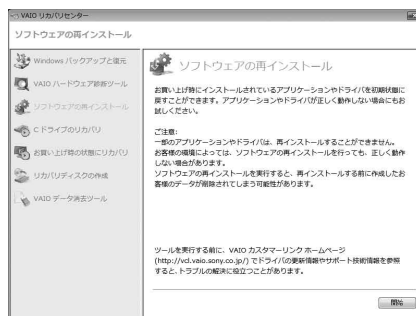 VAIO リカバリセンター
ソフトウェアの再インストール
Windows バックアップと復元
VAIO ハードウェア診断ツール
ソフトウェアの再インストール
C ドライブのリカバリ
お買い上げ時の状態にリカバリ
リカバリディスクの作成
VAIO データ消去ツール
ソフトウェアの再インストール
お買い上げ時にインストールされているアプリケーションやドライバを初期状態に
戻すことができます。アプリケーションやドライバが正しく動作しない場合にもお
試しください。
ご注意:
一部のアプリケーションやドライバは、再インストールすることができません。
お客様の環境によっては、ソフトウェアの再インストールを行っても、正しく動作
しない場合があります。
ソフトウェアの再インストールを実行すると、再インストールする前に作成したお
客様のデータが削除されてしまう可能性があります。
ツールを実行する前に、VAIO カスタマーリンク ホームページ
(http://vcl.vaio.sony.co.jp/) でドライバの更新情報やサポート技術情報を参照
すると、トラブルの解決に役立つことがあります。
開始